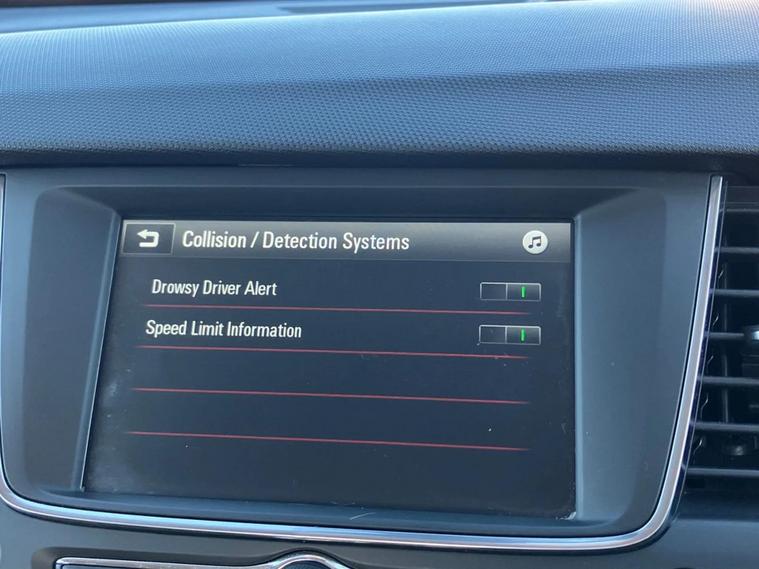 Collision / Detection Systems
Drowsy Driver Alert
Speed Limit Information